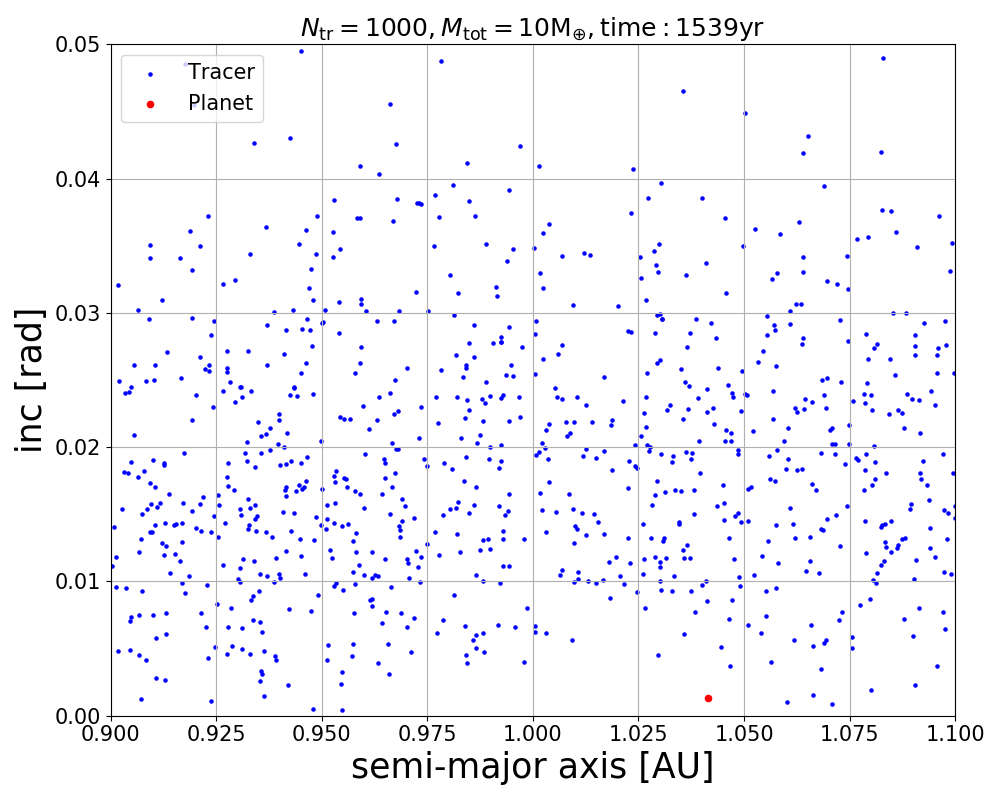 N_tr = 1000, M_tot = 10M_⊕, time : 1539yr
Tracer
Planet
inc [rad]
0.05
0.04
0.03
0.02
0.01
0.00
0.900 0.925 0.950 0.975 1.000 1.025 1.050 1.075 1.100
semi-major axis [AU]